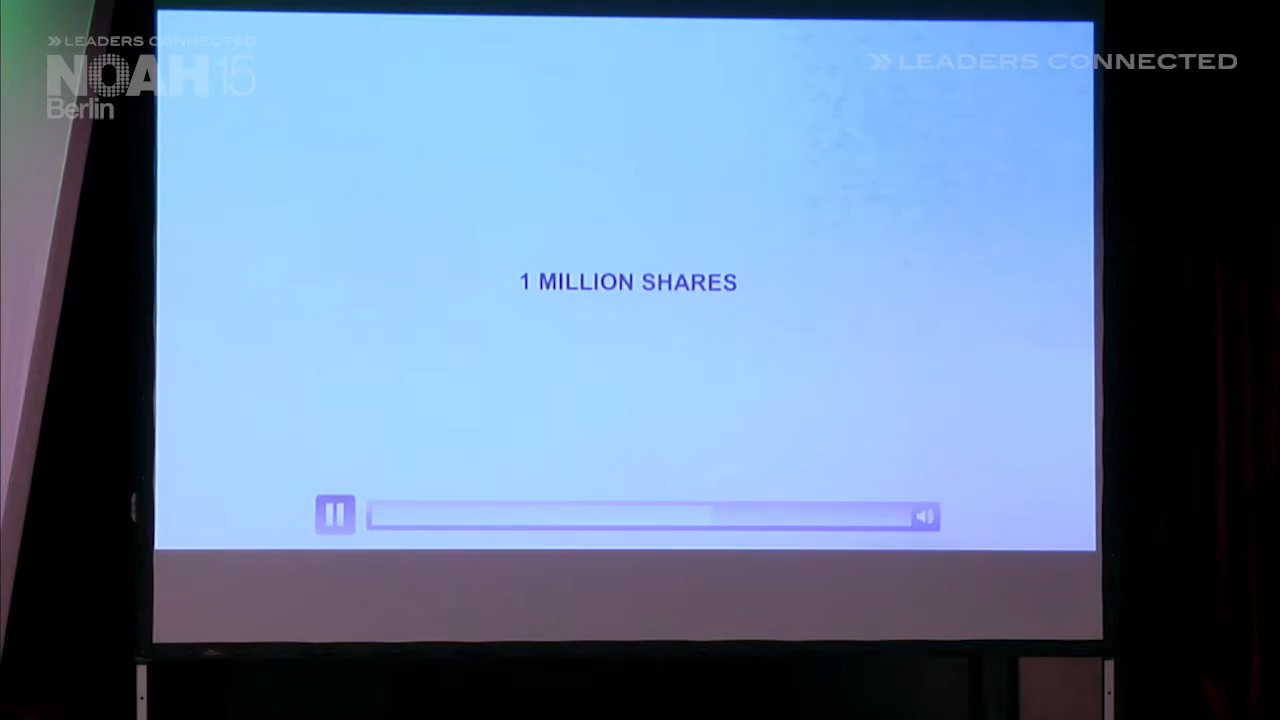 LEADERS CONNECTED
NOAH15
Berlin
LEADERS CONNECTED
1 MILLION SHARES